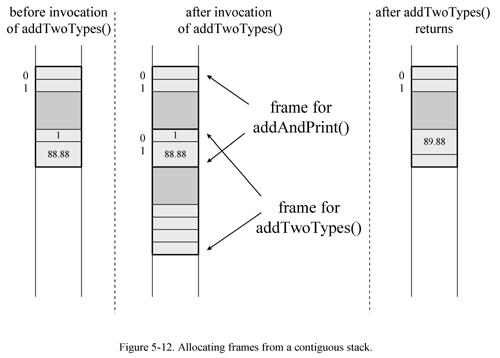 before invocation
of addTwoTypes()
after invocation
of addTwoTypes()
after addTwoTypes()
returns
0
1
1
88.88
0
1
0
1
1
88.88
frame for
addAndPrint()
frame for
addTwoTypes()
0
1
89.88
Figure 5-12. Allocating frames from a contiguous stack.